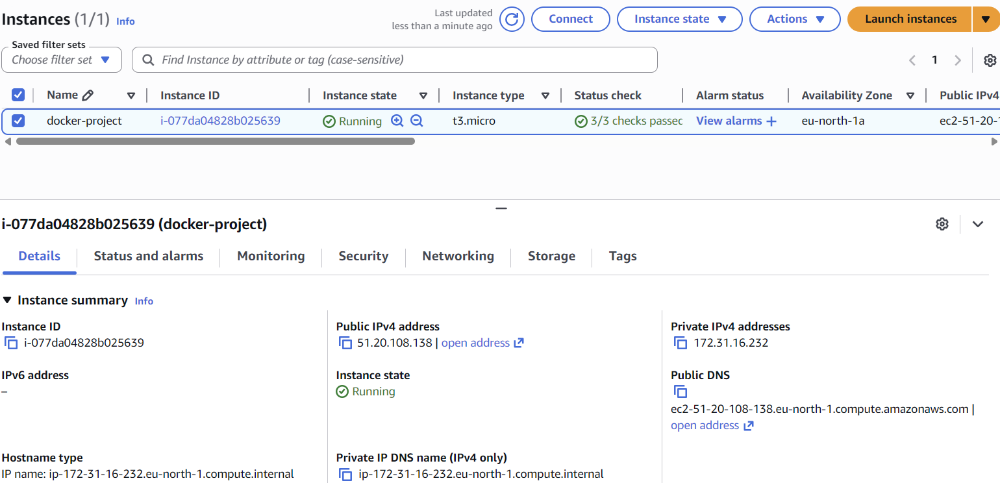 Instances (1/1) Info
Last updated
less than a minute ago
Connect
Instance state
Actions
Launch instances
Saved filter sets
Choose filter set
Find Instance by attribute or tag (case-sensitive)
1
Name Instance ID Instance state Instance type Status check Alarm status Availability Zone Public IPv4
docker-project i-077da04828b025639 Running t3.micro 3/3 checks passec View alarms + eu-north-1a ec2-51-20-1
i-077da04828b025639 (docker-project)
Details Status and alarms Monitoring Security Networking Storage Tags
Instance summary Info
Instance ID
i-077da04828b025639
Public IPv4 address
51.20.108.138 | open address
Private IPv4 addresses
172.31.16.232
IPv6 address
–
Instance state
Running
Public DNS
ec2-51-20-108-138.eu-north-1.compute.amazonaws.com |
open address
Hostname type
IP name: ip-172-31-16-232.eu-north-1.compute.internal
Private IP DNS name (IPv4 only)
ip-172-31-16-232.eu-north-1.compute.internal